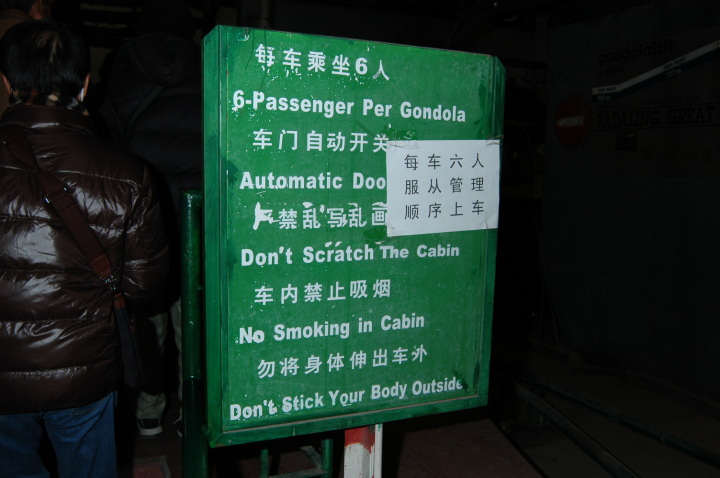 每车乘坐6人
6-Passenger Per Gondola
车门自动开关
Automatic Doo
每车六人
服从管理
顺序上车
严禁乱写乱画
Don't Scratch The Cabin
车内禁止吸烟
No Smoking in Cabin
勿将身体伸出车外
Don't Stick Your Body Outside
BADALING GREAT